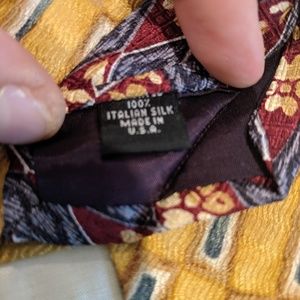 100%
ITALIAN SILK
MADE IN
U.S.A.